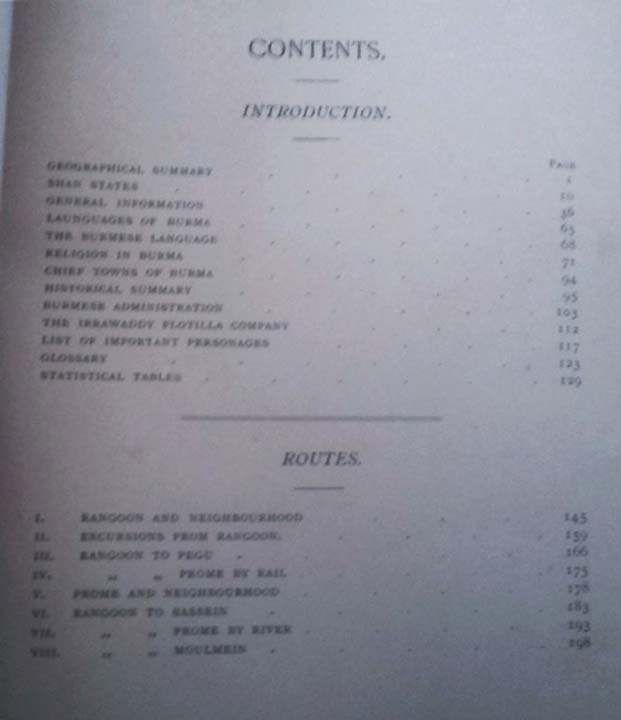 CONTENTS.
INTRODUCTION.
PAGE
GEOGRAPHICAL SUMMARY 1
SHAN STATES 10
GENERAL INFORMATION 36
LAUNGUAGES OF BURMA 65
THE BURMESE LANGUAGE 68
RELIGION IN BURMA 71
CHIEF TOWNS OF BURMA 94
HISTORICAL SUMMARY 95
BURMESE ADMINISTRATION 103
THE IRRAWADDY FLOTILLA COMPANY 112
LIST OF IMPORTANT PERSONAGES 117
GLOSSARY 123
STATISTICAL TABLES 129
ROUTES.
I. RANGOON AND NEIGHBOURHOOD 145
II. EXCURSIONS FROM RANGOON. 159
III. RANGOON TO PEGU 166
IV. „ „ PROME BY RAIL 175
V. PROME AND NEIGHBOURHOOD 178
VI. RANGOON TO BASSEIN 183
VII. „ „ PROME BY RIVER 193
VIII. „ „ MOULMEIN 198